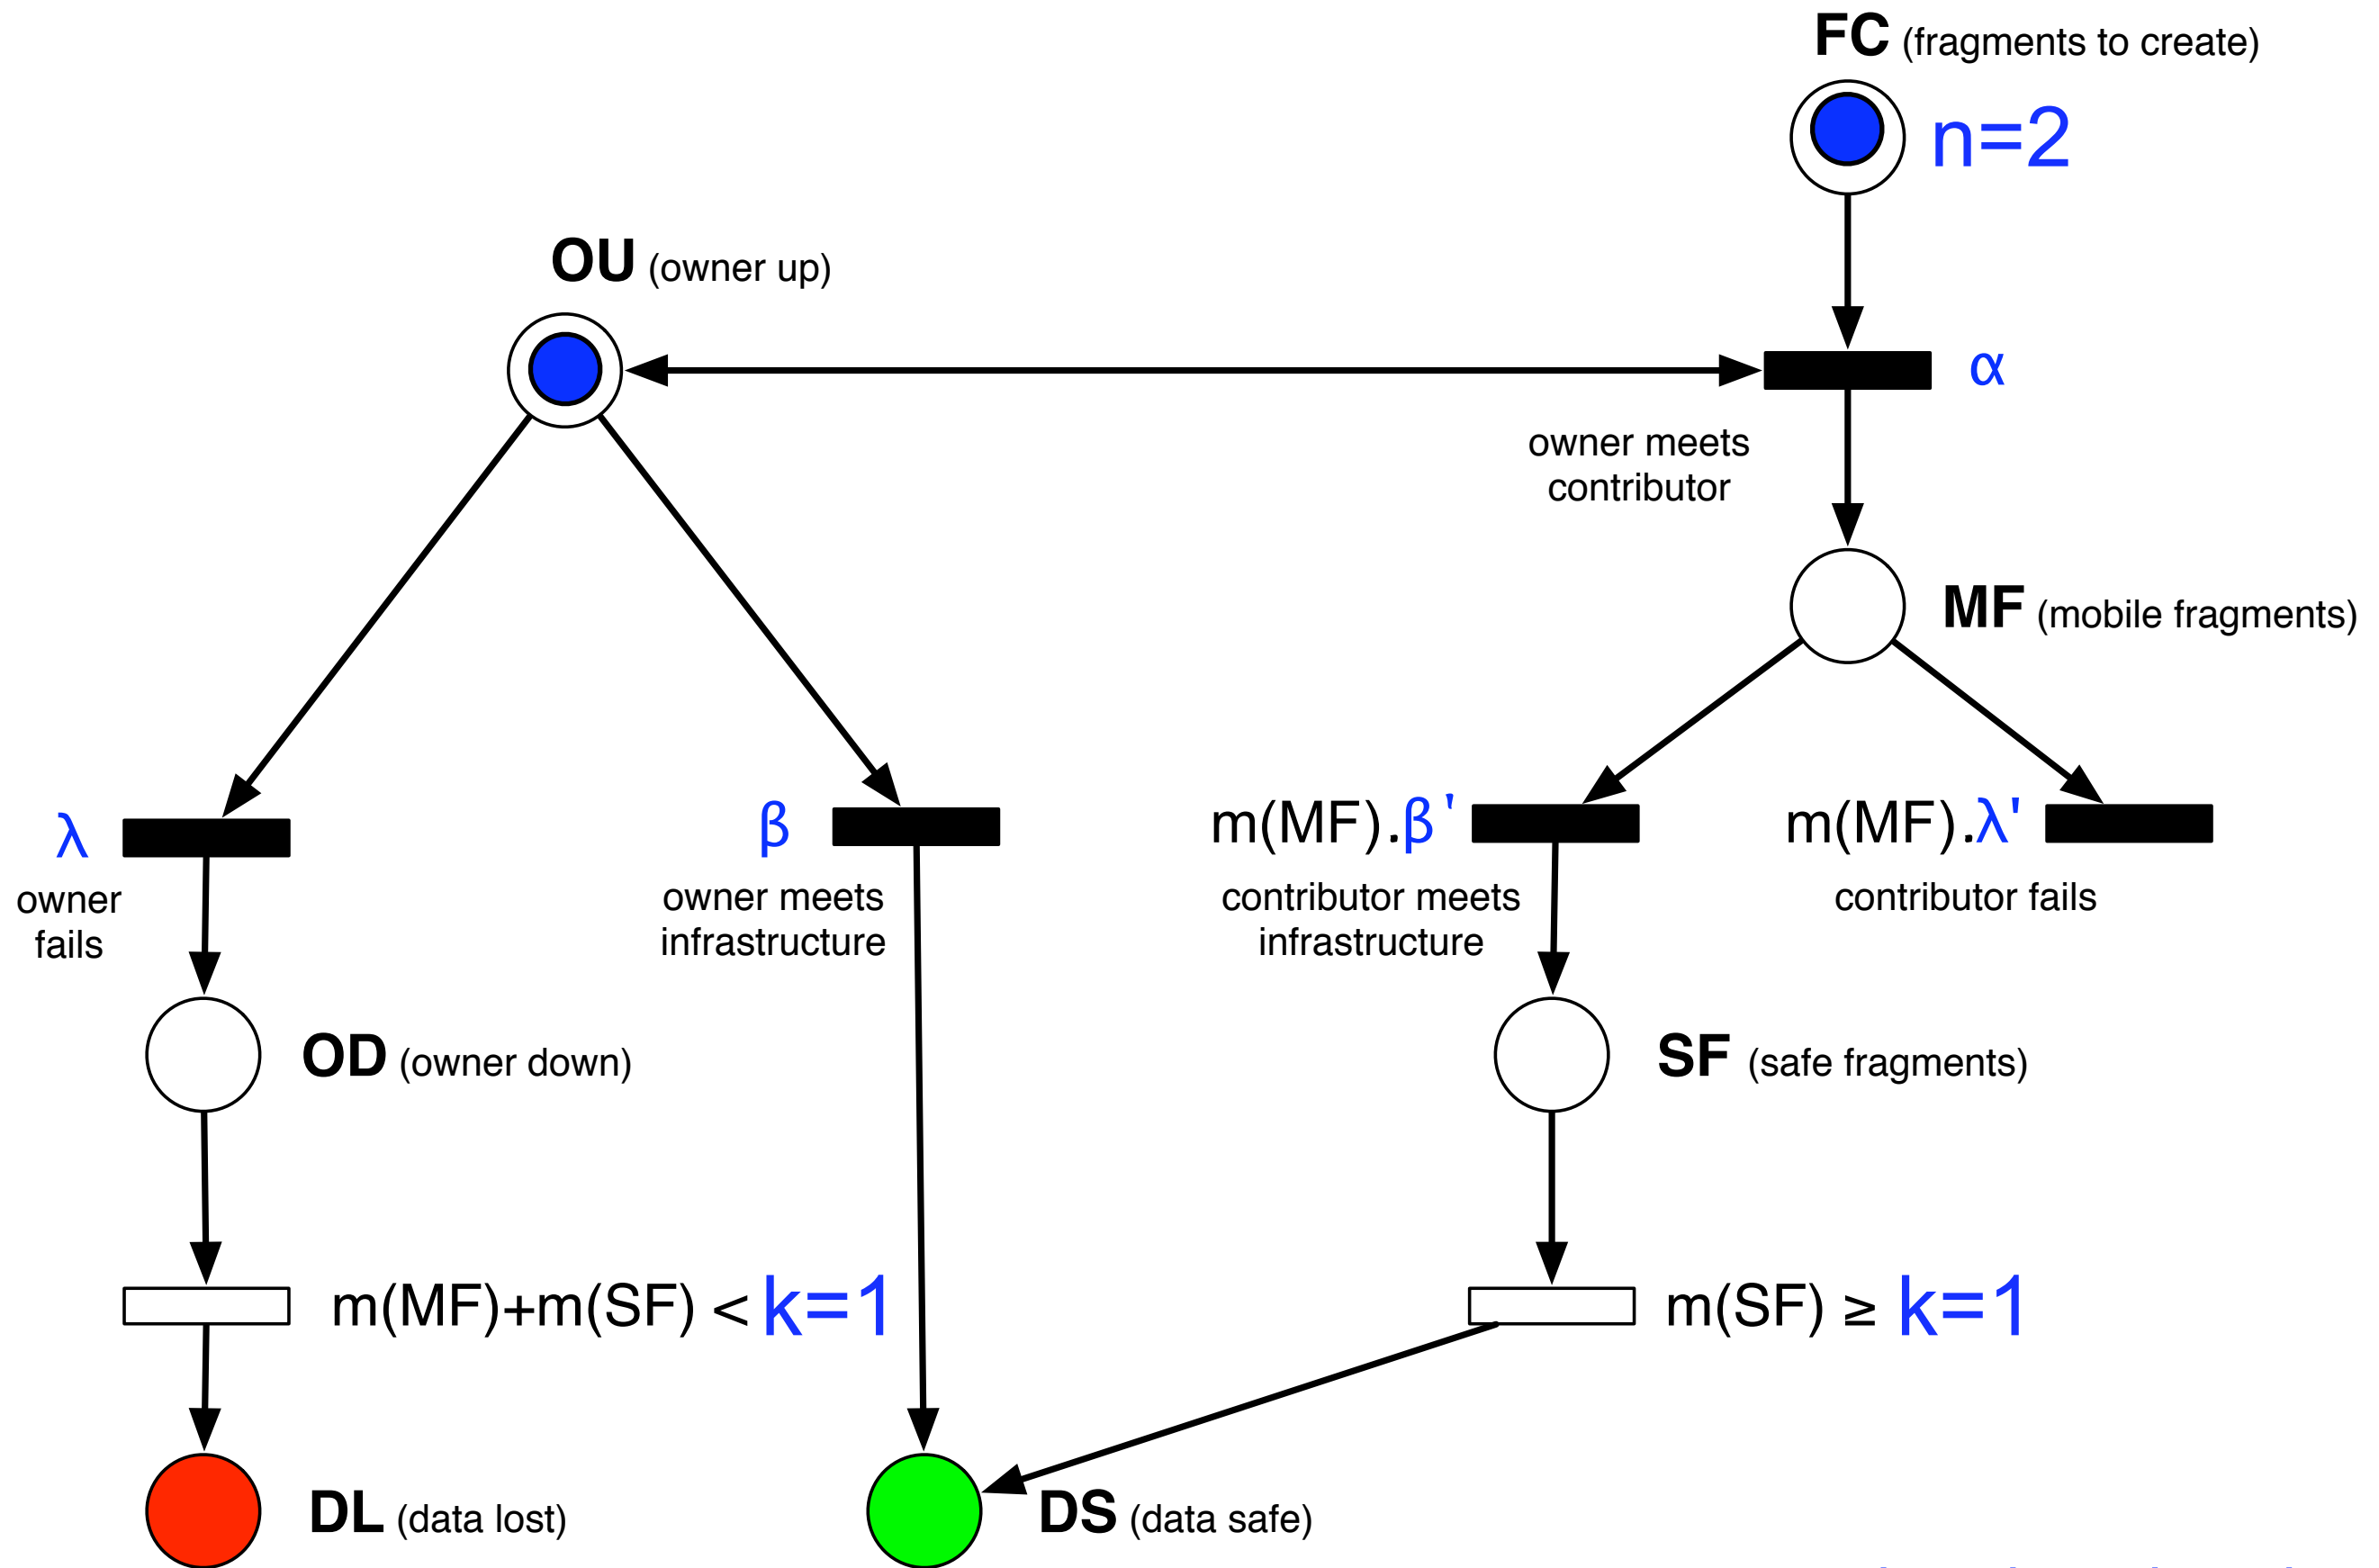 FC (fragments to create)
n=2
OU (owner up)
α
owner meets
contributor
MF (mobile fragments)
λ
owner
fails
β
owner meets
infrastructure
m(MF).β'
contributor meets
infrastructure
m(MF).λ'
contributor fails
OD (owner down)
SF (safe fragments)
m(MF)+m(SF) < k=1
m(SF) ≥ k=1
DL (data lost)
DS (data safe)